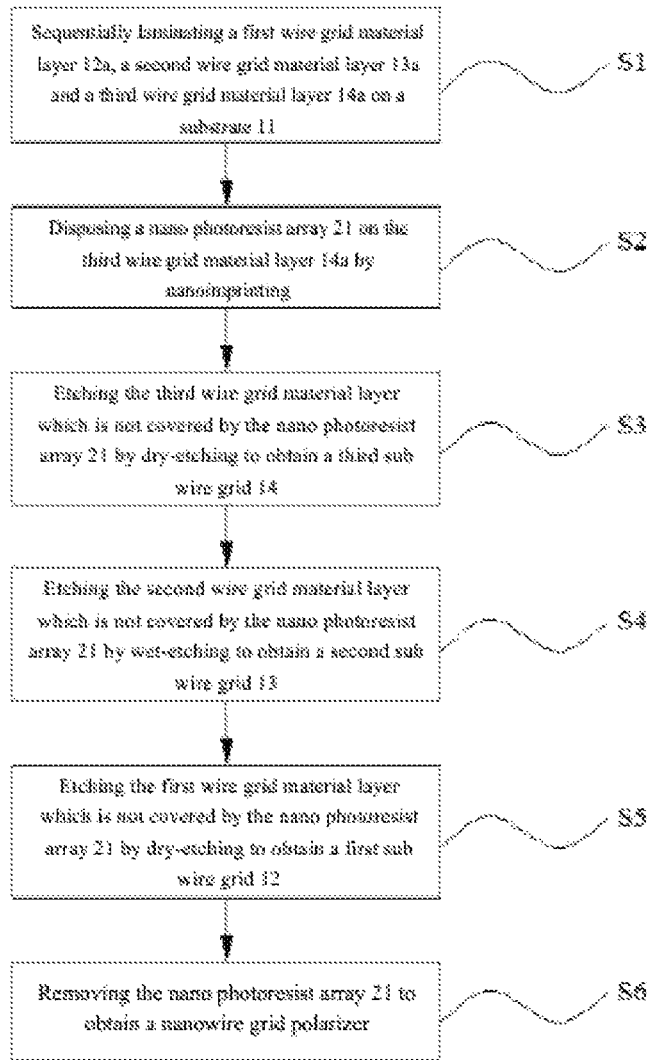 Sequentially laminating a first wire grid material
layer 12a, a second wire grid material layer 13a
and a third wire grid material layer 14a on a
substrate 11
S1
Disposing a nano photoresist array 21 on the
third wire grid material layer 14a by
nanoimprinting
S2
Etching the third wire grid material layer
which is not covered by the nano photoresist
array 21 by dry-etching to obtain a third sub
wire grid 14
S3
Etching the second wire grid material layer
which is not covered by the nano photoresist
array 21 by wet-etching to obtain a second sub
wire grid 13
S4
Etching the first wire grid material layer
which is not covered by the nano photoresist
array 21 by dry-etching to obtain a first sub
wire grid 12
S5
Removing the nano photoresist array 21 to
obtain a nanowire grid polarizer
S6